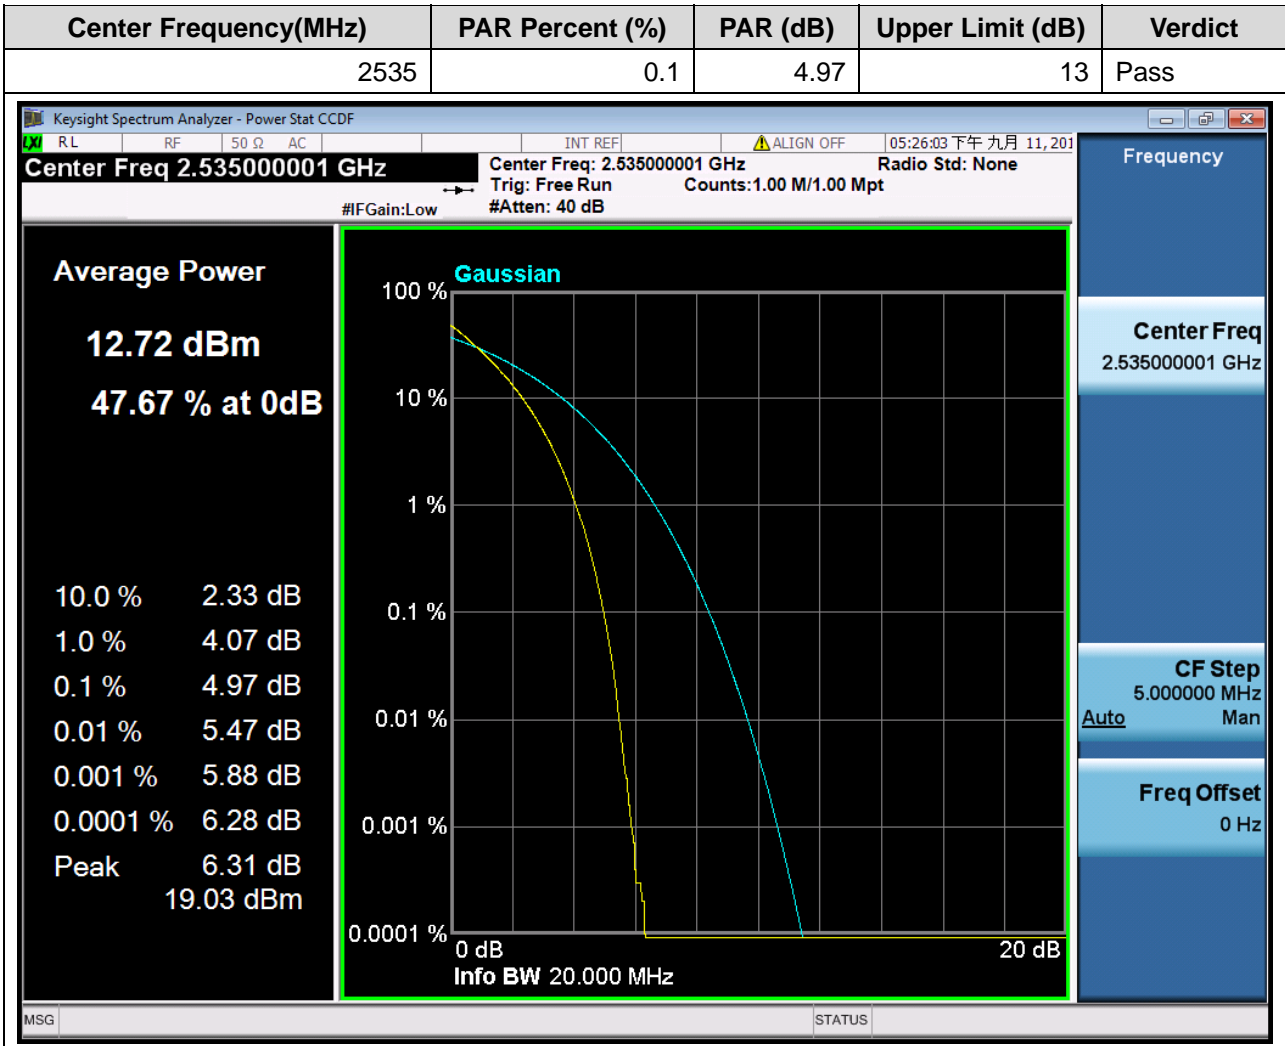 Center Frequency(MHz) PAR Percent (%) PAR (dB) Upper Limit (dB) Verdict
2535 0.1 4.97 13 Pass
Keysight Spectrum Analyzer - Power Stat CCDF
LXI RL RF 50 Ω AC INT REF ALIGN OFF 05:26:03 下午 九月 11, 201
Center Freq 2.535000001 GHz
Center Freq: 2.535000001 GHz Radio Std: None
Trig: Free Run Counts:1.00 M/1.00 Mpt
#IFGain:Low #Atten: 40 dB
Average Power
12.72 dBm
47.67 % at 0dB
10.0 % 2.33 dB
1.0 % 4.07 dB
0.1 % 4.97 dB
0.01 % 5.47 dB
0.001 % 5.88 dB
0.0001 % 6.28 dB
Peak 6.31 dB
19.03 dBm
Gaussian
100 %
10 %
1 %
0.1 %
0.01 %
0.001 %
0.0001 %
0 dB 20 dB
Info BW 20.000 MHz
Frequency
Center Freq
2.535000001 GHz
CF Step
5.000000 MHz
Auto Man
Freq Offset
0 Hz
MSG STATUS